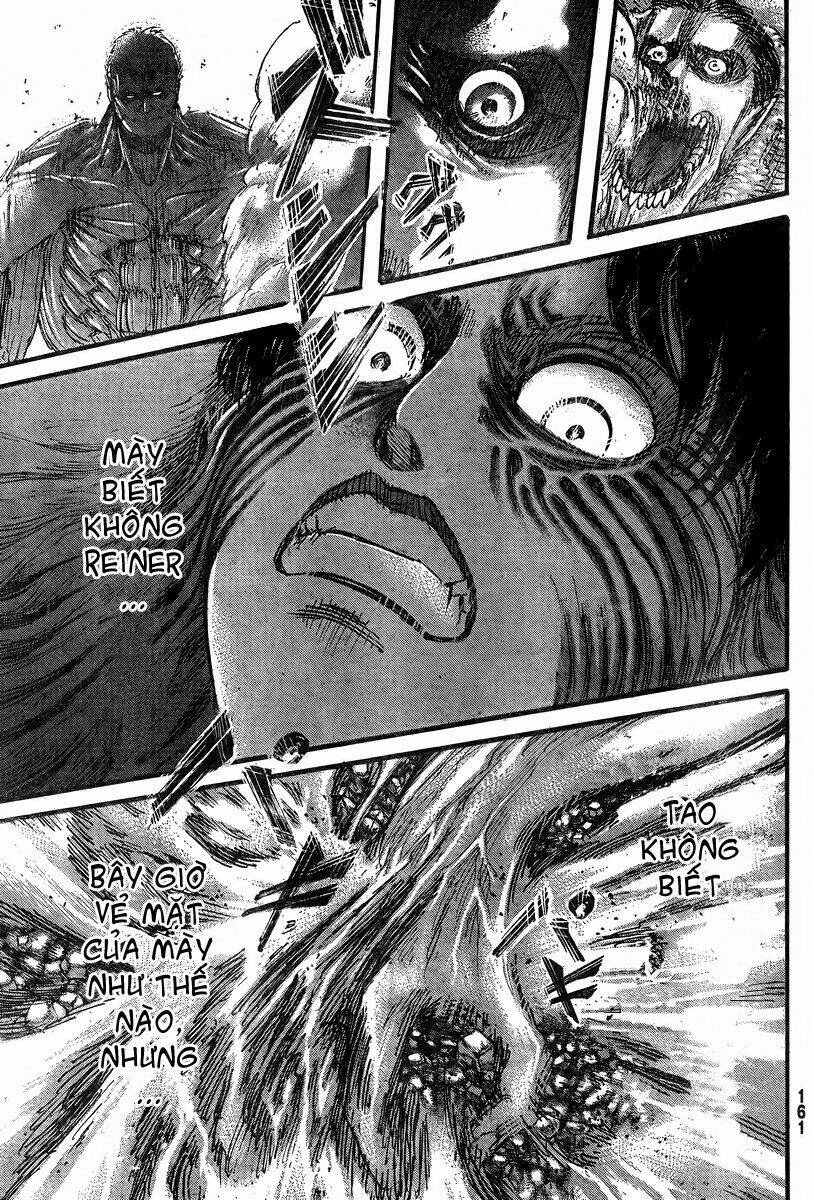 MÀY
BIẾT
KHÔNG
REINER
...
TAO
KHÔNG
BIẾT
BÂY GIỜ
VẺ MẶT
CỦA MÀY
NHƯ THẾ
NÀO,
NHƯNG
...
161